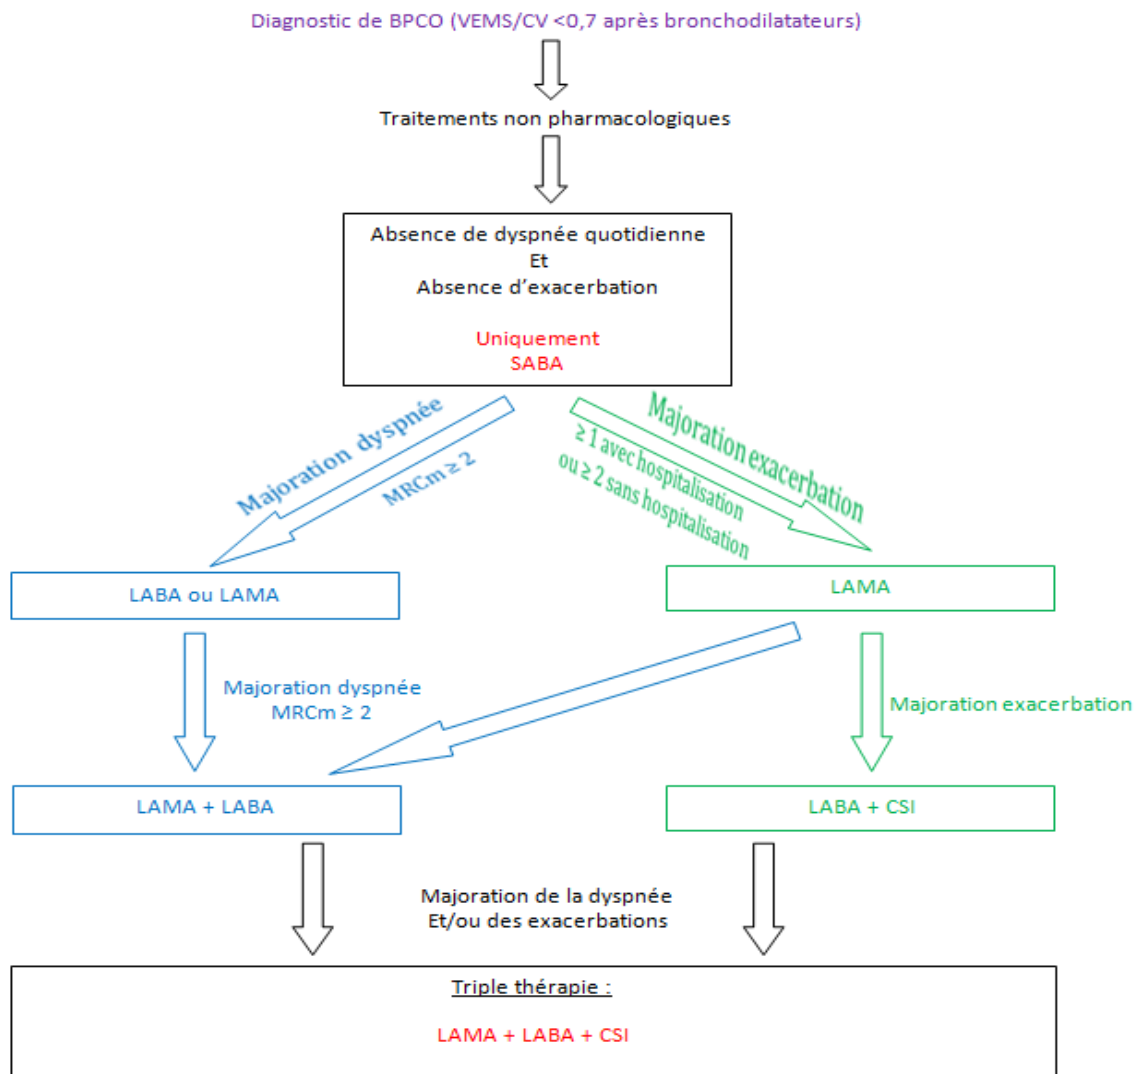 Diagnostic de BPCO (VEMS/CV <0,7 après bronchodilatateurs)
Traitements non pharmacologiques
Absence de dyspnée quotidienne
Et
Absence d’exacerbation
Uniquement
SABA
Majoration dyspnée
MRCm ≥ 2
Majoration exacerbation
≥ 1 avec hospitalisation
ou ≥ 2 sans hospitalisation
LABA ou LAMA
LAMA
Majoration dyspnée
MRCm ≥ 2
Majoration exacerbation
LAMA + LABA
LABA + CSI
Majoration de la dyspnée
Et/ou des exacerbations
Triple thérapie :
LAMA + LABA + CSI